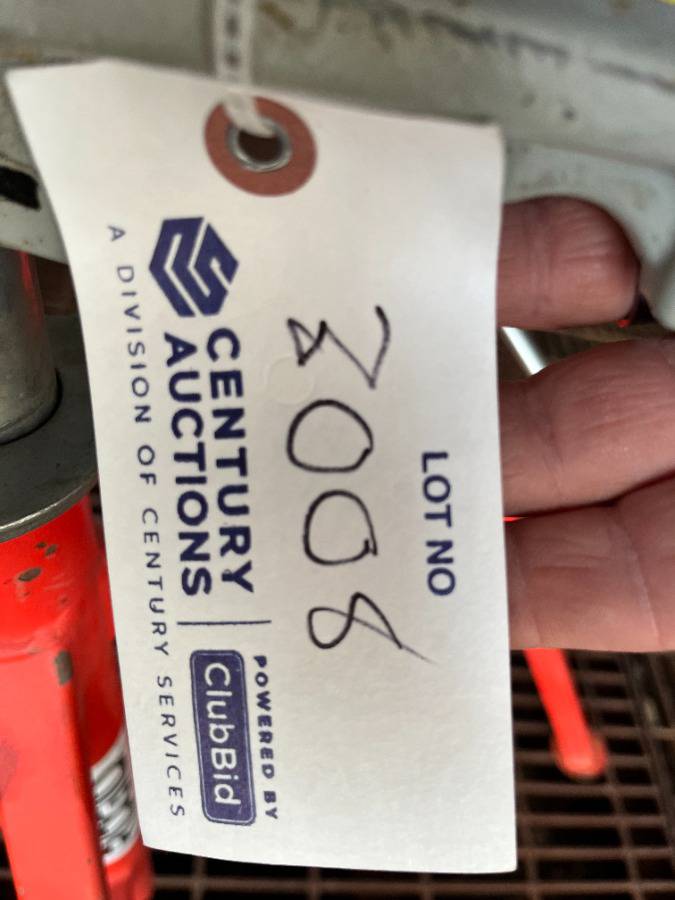 LOT NO
3008
CENTURY
AUCTIONS
POWERED BY
ClubBid
A DIVISION OF CENTURY SERVICES